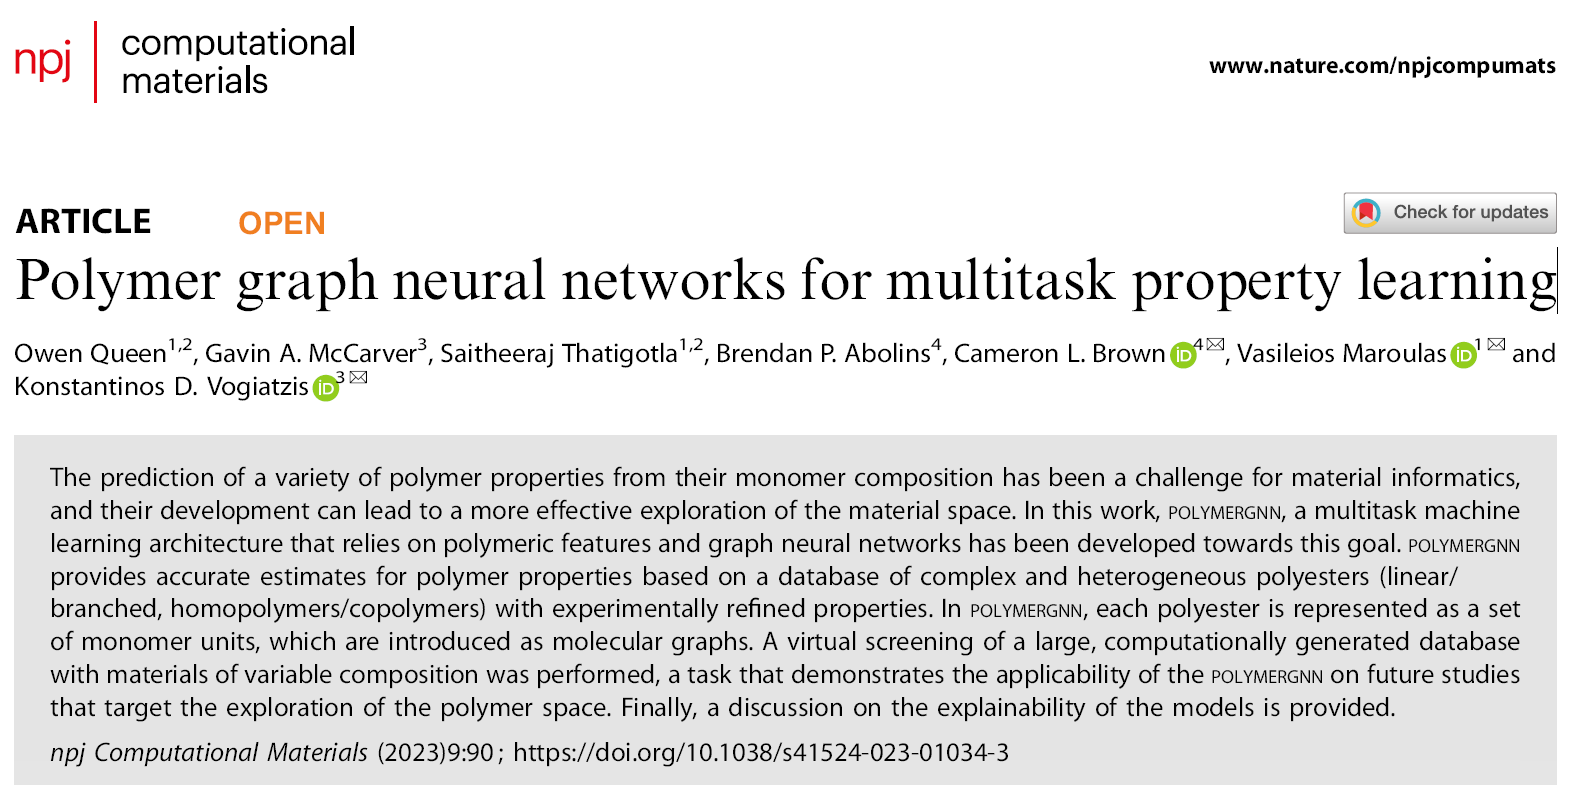 npj computational
materials
www.nature.com/npjcompumats
ARTICLE OPEN
Check for updates
Polymer graph neural networks for multitask property learning
Owen Queen1,2, Gavin A. McCarver3, Saitheeraj Thatigotla1,2, Brendan P. Abolins4, Cameron L. Brown iD 4✉, Vasileios Maroulas iD 1✉ and
Konstantinos D. Vogiatzis iD 3✉
The prediction of a variety of polymer properties from their monomer composition has been a challenge for material informatics,
and their development can lead to a more effective exploration of the material space. In this work, POLYMERGNN, a multitask machine
learning architecture that relies on polymeric features and graph neural networks has been developed towards this goal. POLYMERGNN
provides accurate estimates for polymer properties based on a database of complex and heterogeneous polyesters (linear/
branched, homopolymers/copolymers) with experimentally refined properties. In POLYMERGNN, each polyester is represented as a set
of monomer units, which are introduced as molecular graphs. A virtual screening of a large, computationally generated database
with materials of variable composition was performed, a task that demonstrates the applicability of the POLYMERGNN on future studies
that target the exploration of the polymer space. Finally, a discussion on the explainability of the models is provided.
npj Computational Materials (2023)9:90 ; https://doi.org/10.1038/s41524-023-01034-3